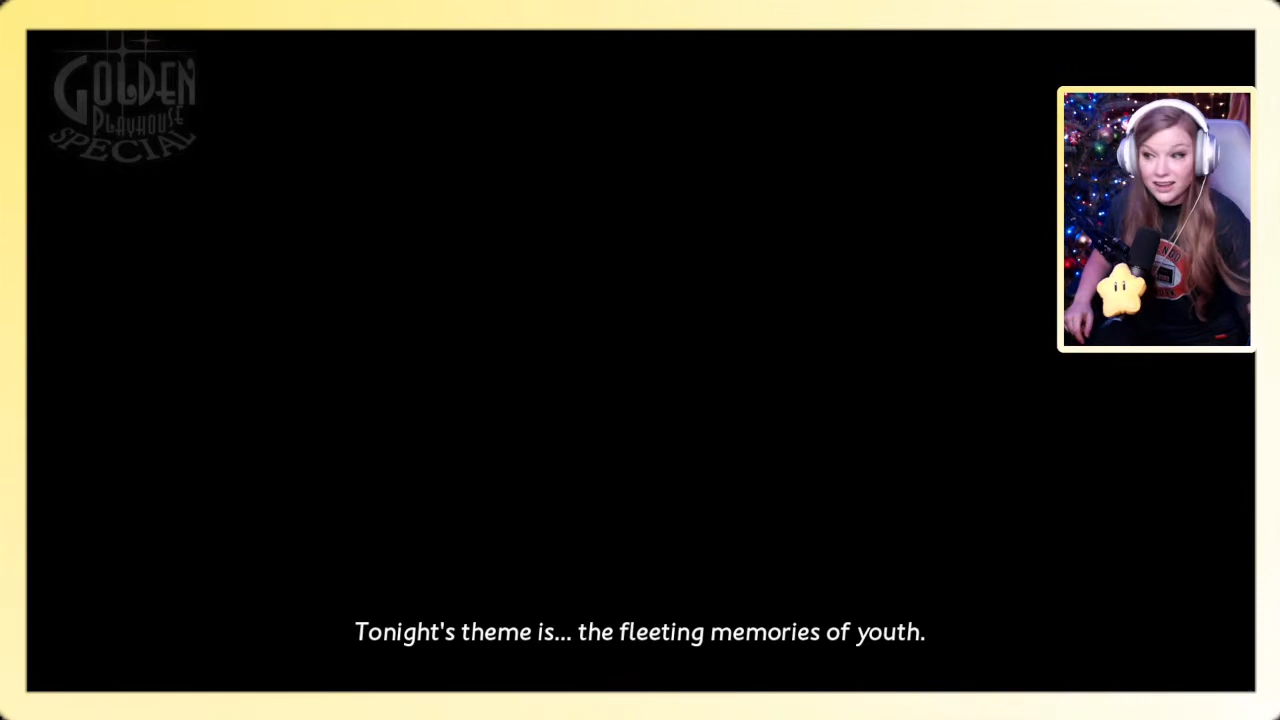 GOLDEN
PLAYHOUSE
SPECIAL
Tonight's theme is... the fleeting memories of youth.